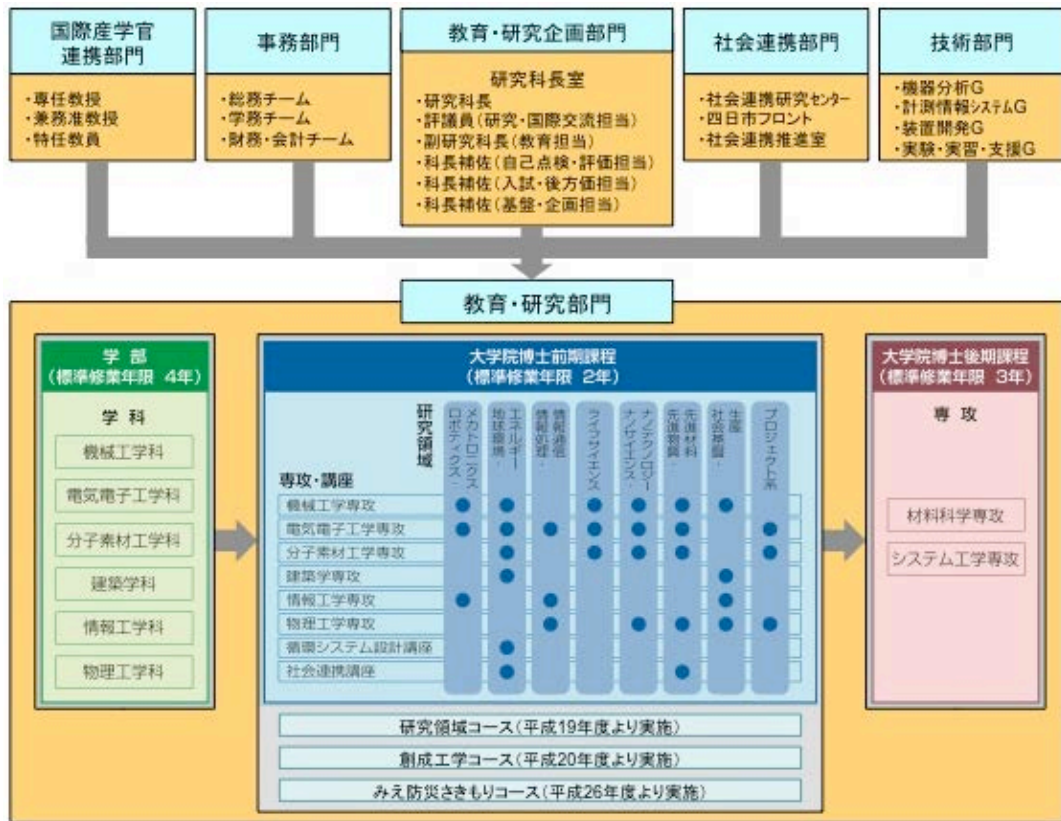 国際産学官
連携部門
・専任教授
・兼務准教授
・特任教員
事務部門
・総務チーム
・学務チーム
・財務・会計チーム
教育・研究企画部門
研究科長室
・研究科長
・評議員(研究・国際交流担当)
・副研究科長(教育担当)
・科長補佐(自己点検・評価担当)
・科長補佐(入試・後方価担当)
・科長補佐(基盤・企画担当)
社会連携部門
・社会連携研究センター
・四日市フロント
・社会連携推進室
技術部門
・機器分析G
・計測情報システムG
・装置開発G
・実験・実習・支援G
教育・研究部門
学 部
(標準修業年限 4年)
学 科
機械工学科
電気電子工学科
分子素材工学科
建築学科
情報工学科
物理工学科
大学院博士前期課程
(標準修業年限 2年)
研究領域
ロボティクス・
メカトロニクス
地球環境・
エネルギー
情報処理・
情報通信
ライフサイエンス
ナノサイエンス・
ナノテクノロジー
先進物質・
先進材料
社会基盤・
生産
プロジェクト系
専攻・講座
機械工学専攻
電気電子工学専攻
分子素材工学専攻
建築学専攻
情報工学専攻
物理工学専攻
循環システム設計講座
社会連携講座
研究領域コース(平成19年度より実施)
創成工学コース(平成20年度より実施)
みえ防災さきもりコース(平成26年度より実施)
大学院博士後期課程
(標準修業年限 3年)
専 攻
材料科学専攻
システム工学専攻